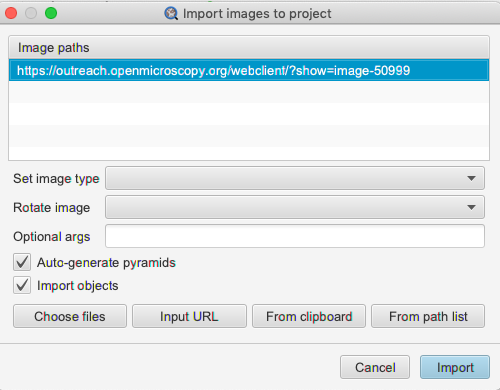 Import images to project
Image paths
https://outreach.openmicroscopy.org/webclient/?show=image-50999
Set image type
Rotate image
Optional args
Auto-generate pyramids
Import objects
Choose files Input URL From clipboard From path list
Cancel Import